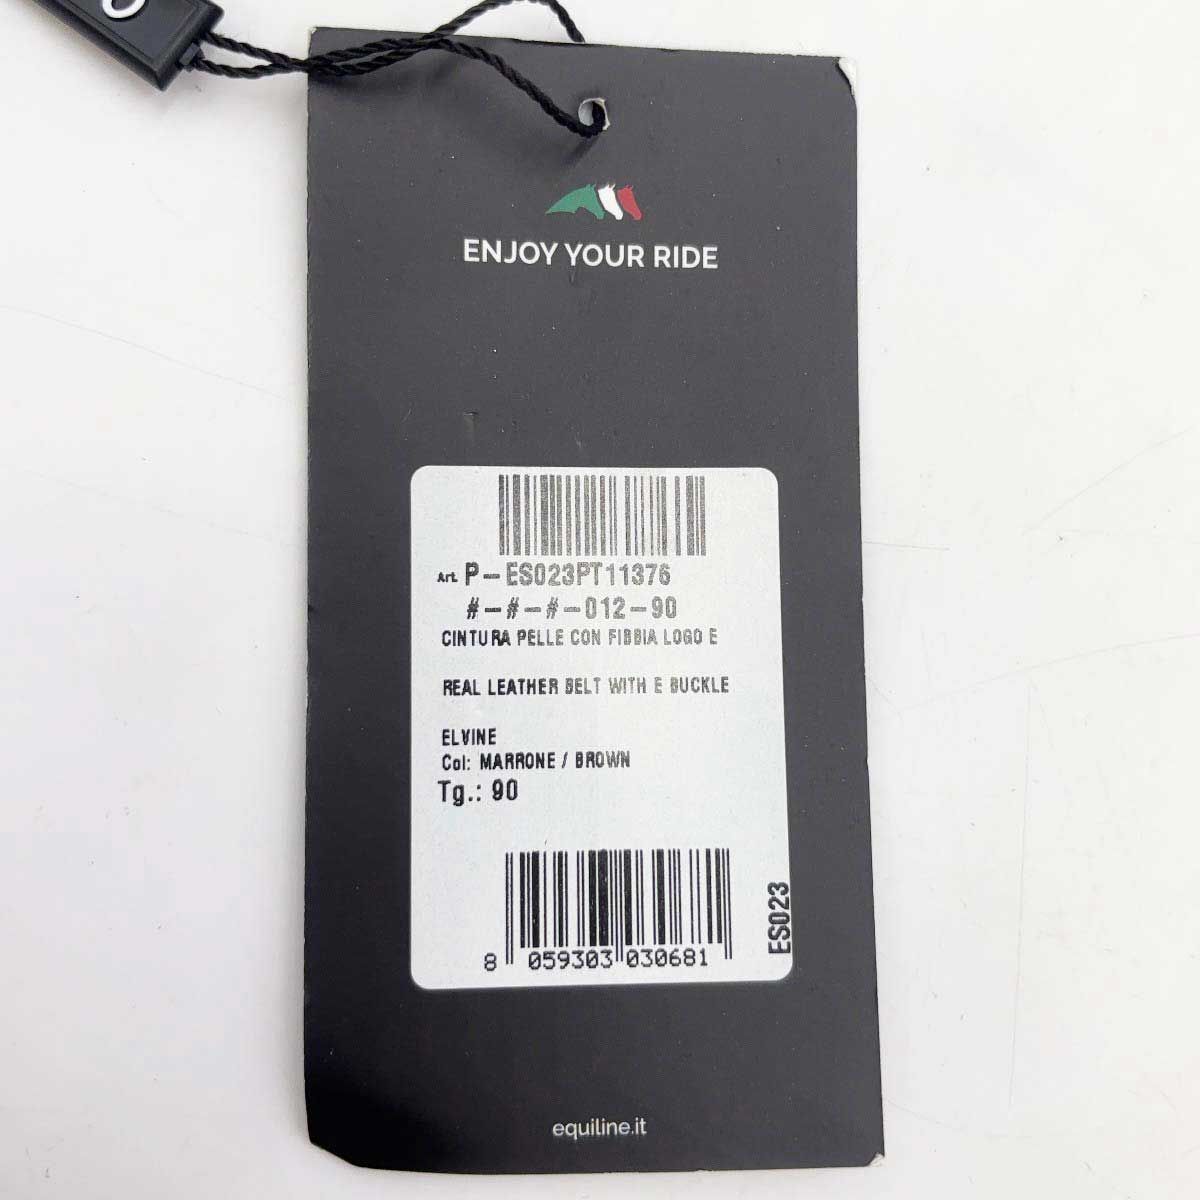 ENJOY YOUR RIDE
Art. P-ES023PT11376
#-#-#-012-90
CINTURA PELLE CON FIBBIA LOGO E
REAL LEATHER BELT WITH E BUCKLE
ELVINE
Col: MARRONE / BROWN
Tg.: 90
8 059303 030681
ES023
equiline.it